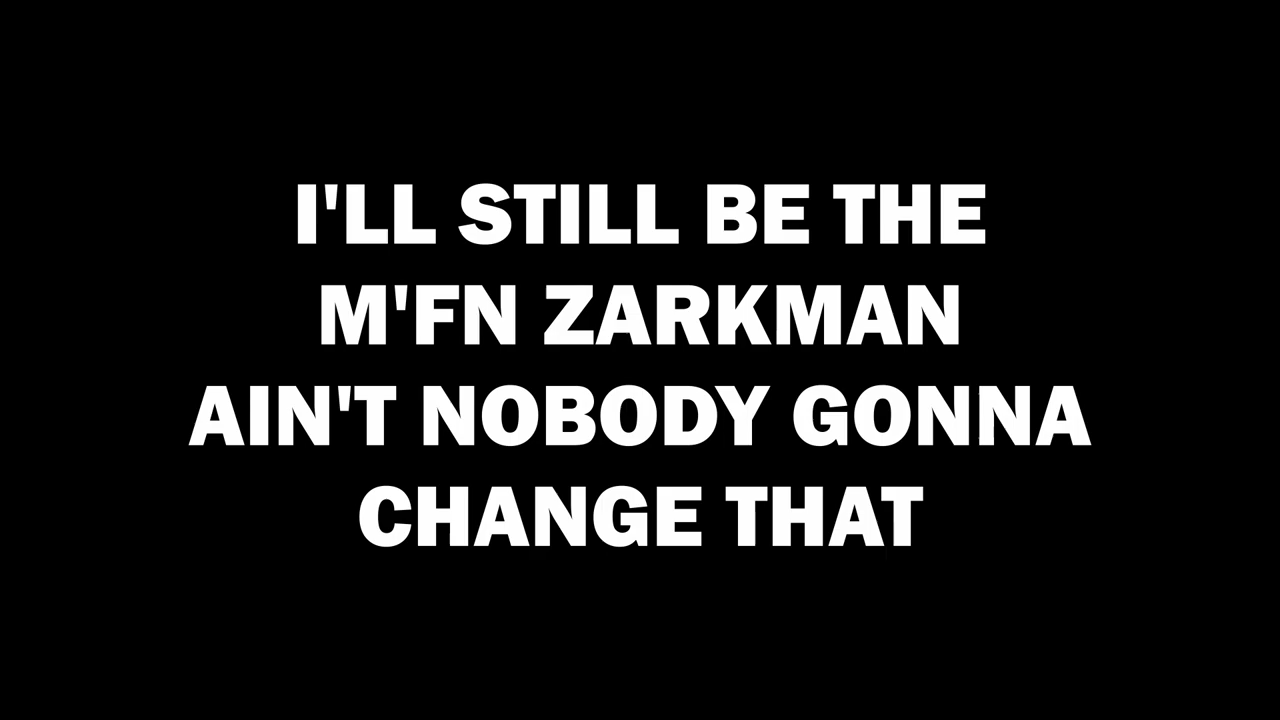 I'LL STILL BE THE
M'FN ZARKMAN
AIN'T NOBODY GONNA
CHANGE THAT